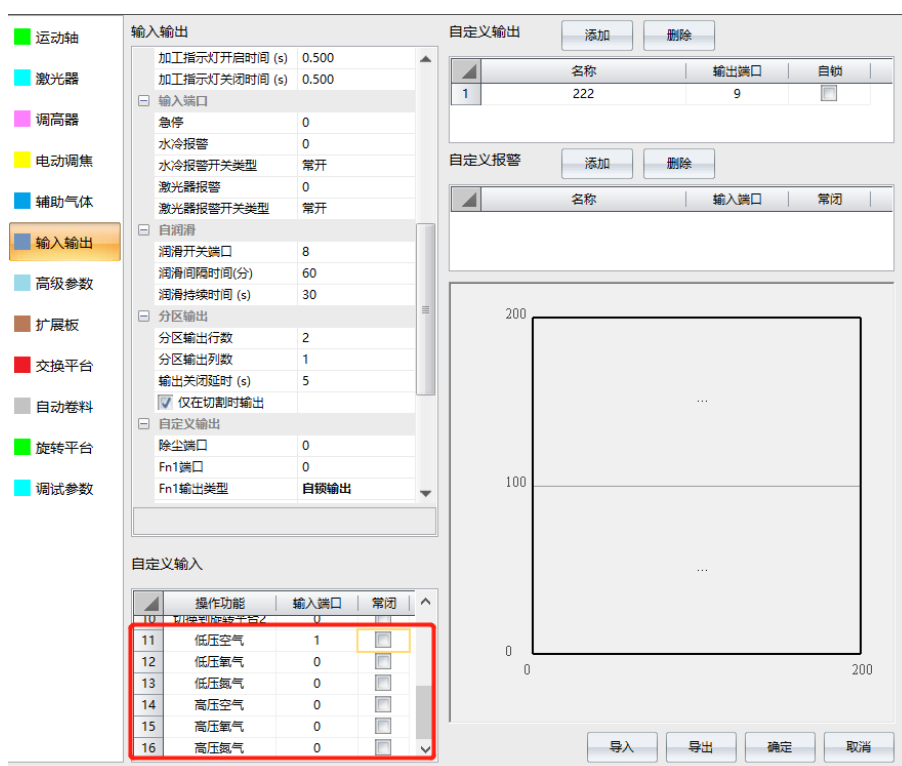 运动轴
激光器
调高器
电动调焦
辅助气体
输入输出
高级参数
扩展板
交换平台
自动卷料
旋转平台
调试参数
输入输出
加工指示灯开启时间 (s) 0.500
加工指示灯关闭时间 (s) 0.500
输入端口
急停 0
水冷报警 0
水冷报警开关类型 常开
激光器报警 0
激光器报警开关类型 常开
自润滑
润滑开关端口 8
润滑间隔时间(分) 60
润滑持续时间 (s) 30
分区输出
分区输出行数 2
分区输出列数 1
输出关闭延时 (s) 5
仅在切割时输出
自定义输出
除尘端口 0
Fn1端口 0
Fn1输出类型 自锁输出
自定义输入
操作功能 输入端口 常闭
10 切换到旋转平台2 0
11 低压空气 1
12 低压氧气 0
13 低压氮气 0
14 高压空气 0
15 高压氧气 0
16 高压氮气 0
自定义输出 添加 删除
名称 输出端口 自锁
1 222 9
自定义报警 添加 删除
名称 输入端口 常闭
200
...
100
...
0
0 200
导入 导出 确定 取消